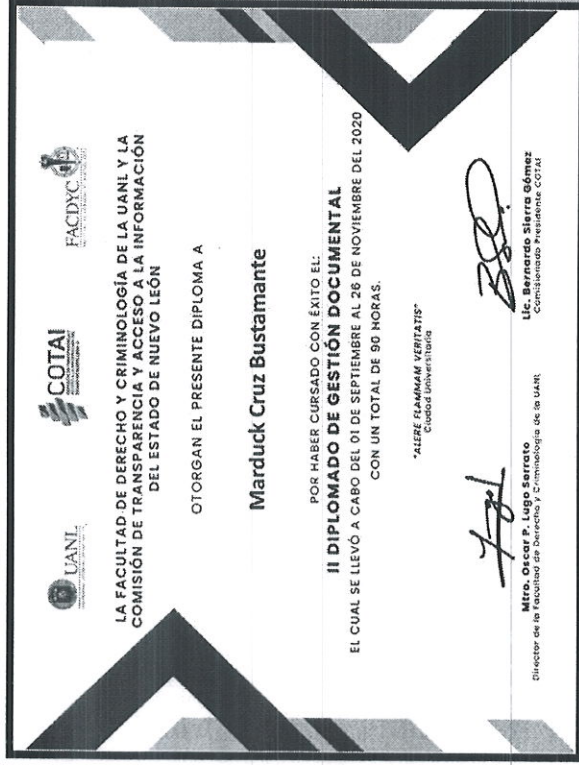 UANL
COTAI
FACDYC
LA FACULTAD DE DERECHO Y CRIMINOLOGÍA DE LA UANL Y LA
COMISIÓN DE TRANSPARENCIA Y ACCESO A LA INFORMACIÓN
DEL ESTADO DE NUEVO LEÓN
OTORGAN EL PRESENTE DIPLOMA A
Marduck Cruz Bustamante
POR HABER CURSADO CON ÉXITO EL:
II DIPLOMADO DE GESTIÓN DOCUMENTAL
EL CUAL SE LLEVÓ A CABO DEL 01 DE SEPTIEMBRE AL 26 DE NOVIEMBRE DEL 2020
CON UN TOTAL DE 90 HORAS.
"ALERE FLAMMAM VERITATIS"
Ciudad Universitaria
Mtro. Oscar P. Lugo Serrato
Director de la Facultad de Derecho y Criminología de la UANL
Lic. Bernardo Sierra Gómez
Comisionado Presidente COTAI